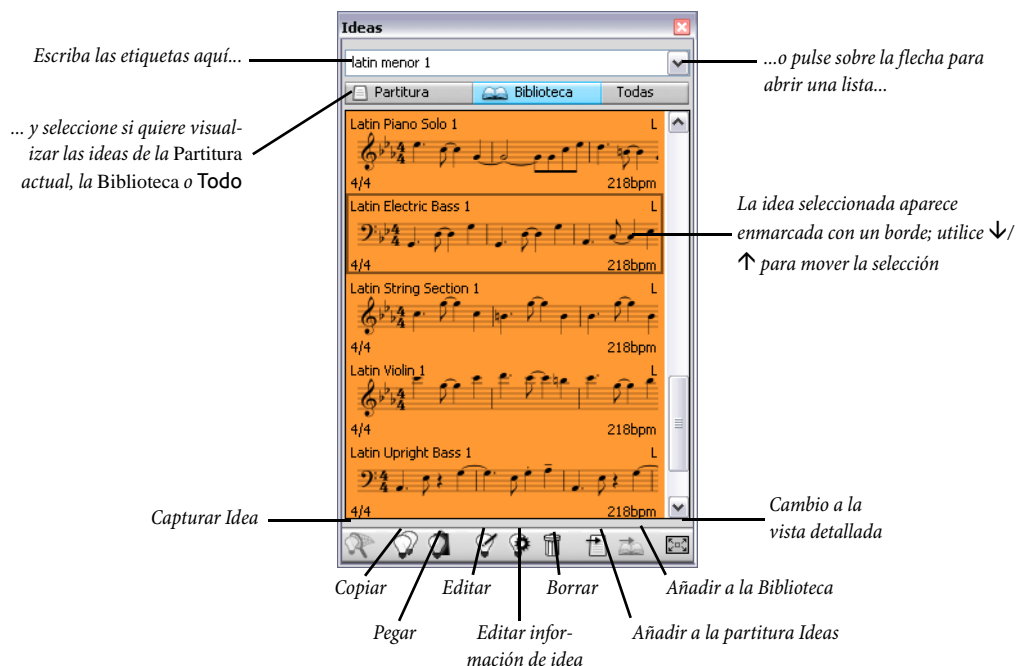 Ideas
Escriba las etiquetas aquí...
latin menor 1
...o pulse sobre la flecha para
abrir una lista...
Partitura
Biblioteca
Todas
... y seleccione si quiere visual-
izar las ideas de la Partitura
actual, la Biblioteca o Todo
Latin Piano Solo 1 L
4/4 218bpm
Latin Electric Bass 1 L
4/4 218bpm
La idea seleccionada aparece
enmarcada con un borde; utilice ↓/
↑ para mover la selección
Latin String Section 1 L
4/4 218bpm
Latin Violin 1 L
4/4 218bpm
Latin Upright Bass 1 L
4/4 218bpm
Capturar Idea
Cambio a la
vista detallada
Copiar
Editar
Borrar
Añadir a la Biblioteca
Pegar
Editar infor-
mación de idea
Añadir a la partitura Ideas